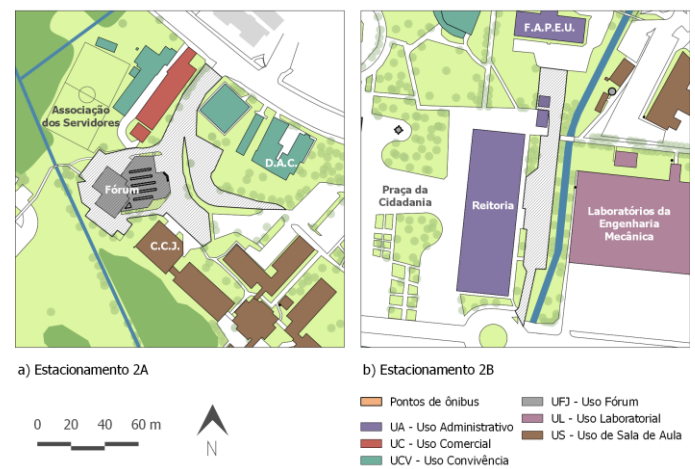 Associação
dos Servidores
D.A.C.
Fórum
C.C.J.
F.A.P.E.U.
Praça da
Cidadania
Reitoria
Laboratórios da
Engenharia
Mecânica
a) Estacionamento 2A
b) Estacionamento 2B
0 20 40 60 m
N
Pontos de ônibus
UA - Uso Administrativo
UC - Uso Comercial
UCV - Uso Convivência
UFJ - Uso Fórum
UL - Uso Laboratorial
US - Uso de Sala de Aula